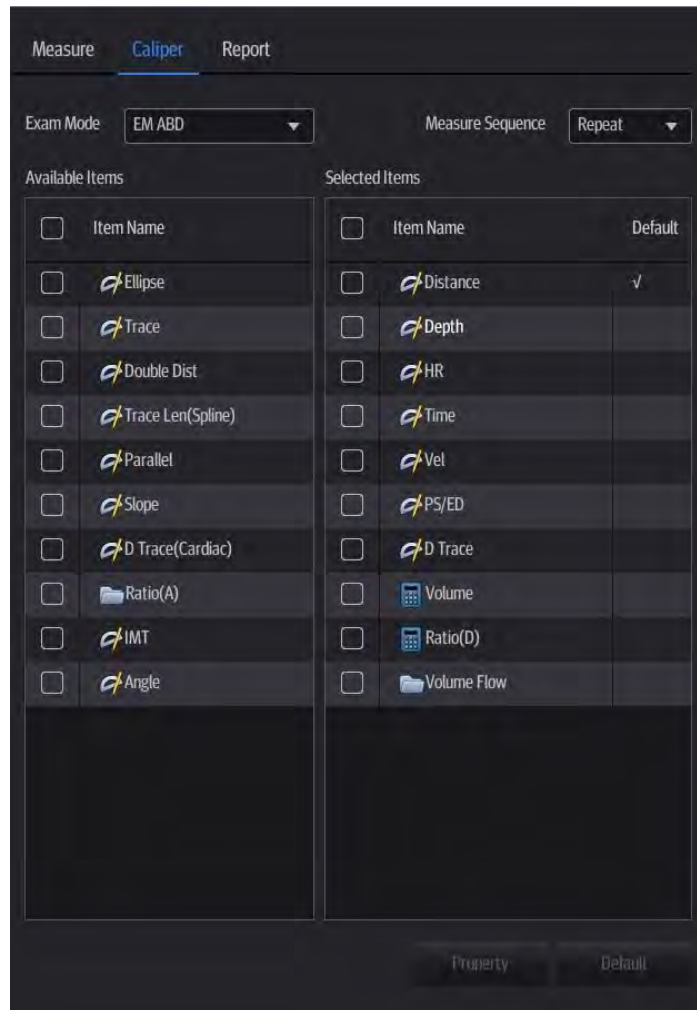 Measure Caliper Report
Exam Mode EM ABD Measure Sequence Repeat
Available Items Selected Items
Item Name Item Name Default
Ellipse Distance √
Trace Depth
Double Dist HR
Trace Len(Spline) Time
Parallel Vel
Slope PS/ED
D Trace(Cardiac) D Trace
Ratio(A) Volume
IMT Ratio(D)
Angle Volume Flow
Property Default